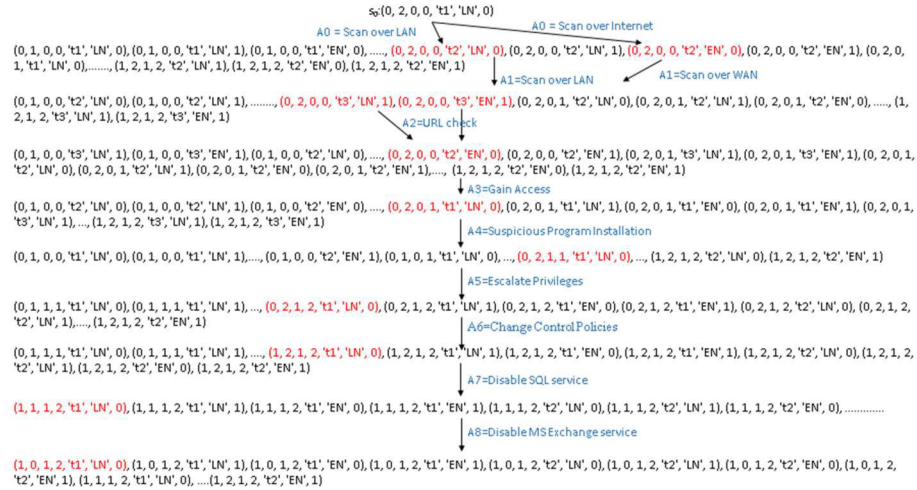 s₀:(0, 2, 0, 0, 't1', 'LN', 0)
A0 = Scan over LAN
A0 = Scan over Internet
(0, 1, 0, 0, 't1', 'LN', 0) (0, 1, 0, 0, 't1', 'LN', 1), (0, 1, 0, 0, 't1', 'EN', 0), ....., (0, 2, 0, 0, 't2', 'LN', 0), (0, 2, 0, 0, 't2', 'LN', 1), (0, 2, 0, 0, 't2', 'EN', 0), (0, 2, 0, 0, 't2', 'EN', 1), (0, 2, 0,
1, 't1', 'LN', 0),......., (1, 2, 1, 2, 't2', 'LN', 1), (1, 2, 1, 2, 't2', 'EN', 0), (1, 2, 1, 2, 't2', 'EN', 1)
A1=Scan over LAN
A1=Scan over WAN
(0, 1, 0, 0, 't2', 'LN', 0), (0, 1, 0, 0, 't2', 'LN', 1), ........, (0, 2, 0, 0, 't3', 'LN', 1), (0, 2, 0, 0, 't3', 'EN', 1), (0, 2, 0, 1, 't2', 'LN', 0), (0, 2, 0, 1, 't2', 'LN', 1), (0, 2, 0, 1, 't2', 'EN', 0), ....., (1,
2, 1, 2, 't3', 'LN', 1), (1, 2, 1, 2, 't3', 'EN', 1)
A2=URL check
(0, 1, 0, 0, 't3', 'LN', 1), (0, 1, 0, 0, 't3', 'EN', 1), (0, 1, 0, 0, 't2', 'LN', 0), ...., (0, 2, 0, 0, 't2', 'EN', 0), (0, 2, 0, 0, 't2', 'EN', 1), (0, 2, 0, 1, 't3', 'LN', 1), (0, 2, 0, 1, 't3', 'EN', 1), (0, 2, 0, 1,
't2', 'LN', 0), (0, 2, 0, 1, 't2', 'LN', 1), (0, 2, 0, 1, 't2', 'EN', 0), (0, 2, 0, 1, 't2', 'EN', 1),...., (1, 2, 1, 2, 't2', 'EN', 0), (1, 2, 1, 2, 't2', 'EN', 1)
A3=Gain Access
(0, 1, 0, 0, 't2', 'LN', 0), (0, 1, 0, 0, 't2', 'LN', 1), (0, 1, 0, 0, 't2', 'EN', 0), ...., (0, 2, 0, 1, 't1', 'LN', 0), (0, 2, 0, 1, 't1', 'LN', 1), (0, 2, 0, 1, 't1', 'EN', 0), (0, 2, 0, 1, 't1', 'EN', 1), (0, 2, 0, 1,
't3', 'LN', 1), ..., (1, 2, 1, 2, 't3', 'LN', 1), (1, 2, 1, 2, 't3', 'EN', 1)
A4=Suspicious Program Installation
(0, 1, 0, 0, 't1', 'LN', 0), (0, 1, 0, 0, 't1', 'LN', 1),...., (0, 1, 0, 0, 't2', 'EN', 1), (0, 1, 0, 1, 't1', 'LN', 0), ..., (0, 2, 1, 1, 't1', 'LN', 0), ..., (1, 2, 1, 2, 't2', 'LN', 0), (1, 2, 1, 2, 't2', 'EN', 1)
A5=Escalate Privileges
(0, 1, 1, 1, 't1', 'LN', 0), (0, 1, 1, 1, 't1', 'LN', 1), ..., (0, 2, 1, 2, 't1', 'LN', 0), (0, 2, 1, 2, 't1', 'LN', 1), (0, 2, 1, 2, 't1', 'EN', 0), (0, 2, 1, 2, 't1', 'EN', 1), (0, 2, 1, 2, 't2', 'LN', 0), (0, 2, 1, 2,
't2', 'LN', 1),...., (1, 2, 1, 2, 't2', 'EN', 1)
A6=Change Control Policies
(0, 1, 1, 1, 't1', 'LN', 0), (0, 1, 1, 1, 't1', 'LN', 1), ...., (1, 2, 1, 2, 't1', 'LN', 0), (1, 2, 1, 2, 't1', 'LN', 1), (1, 2, 1, 2, 't1', 'EN', 0), (1, 2, 1, 2, 't1', 'EN', 1), (1, 2, 1, 2, 't2', 'LN', 0), (1, 2, 1, 2,
't2', 'LN', 1), (1, 2, 1, 2, 't2', 'EN', 0), (1, 2, 1, 2, 't2', 'EN', 1)
A7=Disable SQL service
(1, 1, 1, 2, 't1', 'LN', 0), (1, 1, 1, 2, 't1', 'LN', 1), (1, 1, 1, 2, 't1', 'EN', 0), (1, 1, 1, 2, 't1', 'EN', 1), (1, 1, 1, 2, 't2', 'LN', 0), (1, 1, 1, 2, 't2', 'LN', 1), (1, 1, 1, 2, 't2', 'EN', 0), .............
A8=Disable MS Exchange service
(1, 0, 1, 2, 't1', 'LN', 0), (1, 0, 1, 2, 't1', 'LN', 1), (1, 0, 1, 2, 't1', 'EN', 0), (1, 0, 1, 2, 't1', 'EN', 1), (1, 0, 1, 2, 't2', 'LN', 0), (1, 0, 1, 2, 't2', 'LN', 1), (1, 0, 1, 2, 't2', 'EN', 0), (1, 0, 1, 2,
't2', 'EN', 1), (1, 1, 1, 2, 't1', 'LN', 0), ....(1, 2, 1, 2, 't2', 'EN', 1)